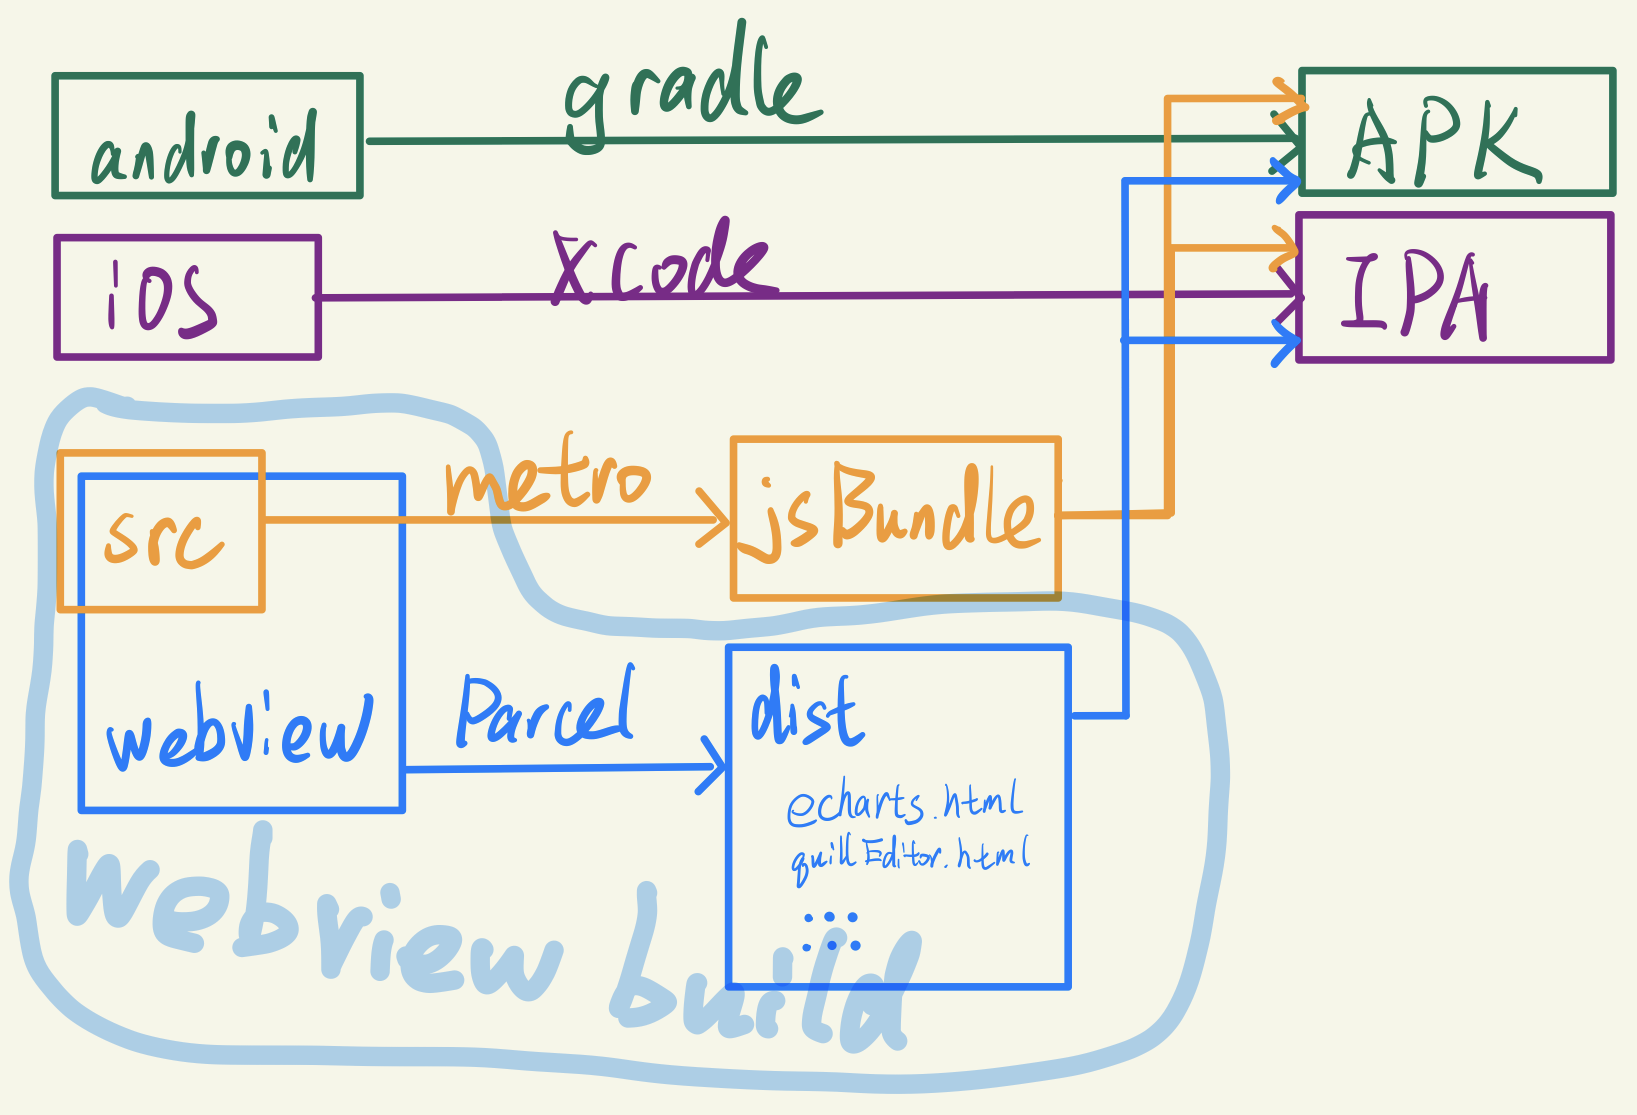 android
gradle
APK
ios
Xcode
IPA
src
metro
jsBundle
webview
Parcel
dist
echarts.html
quillEditor.html
webview build